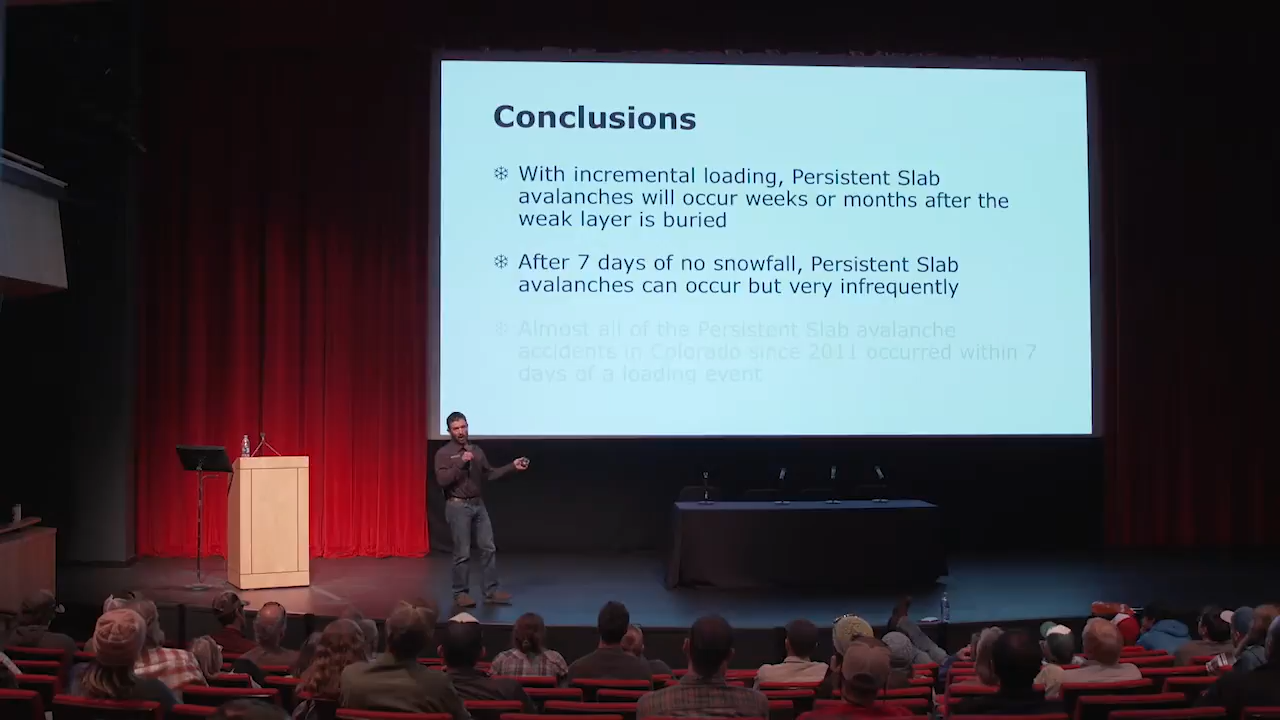 Conclusions
With incremental loading, Persistent Slab
avalanches will occur weeks or months after the
weak layer is buried
After 7 days of no snowfall, Persistent Slab
avalanches can occur but very infrequently
Almost all of the Persistent Slab avalanche
accidents in Colorado since 2011 occurred within 7
days of a loading event